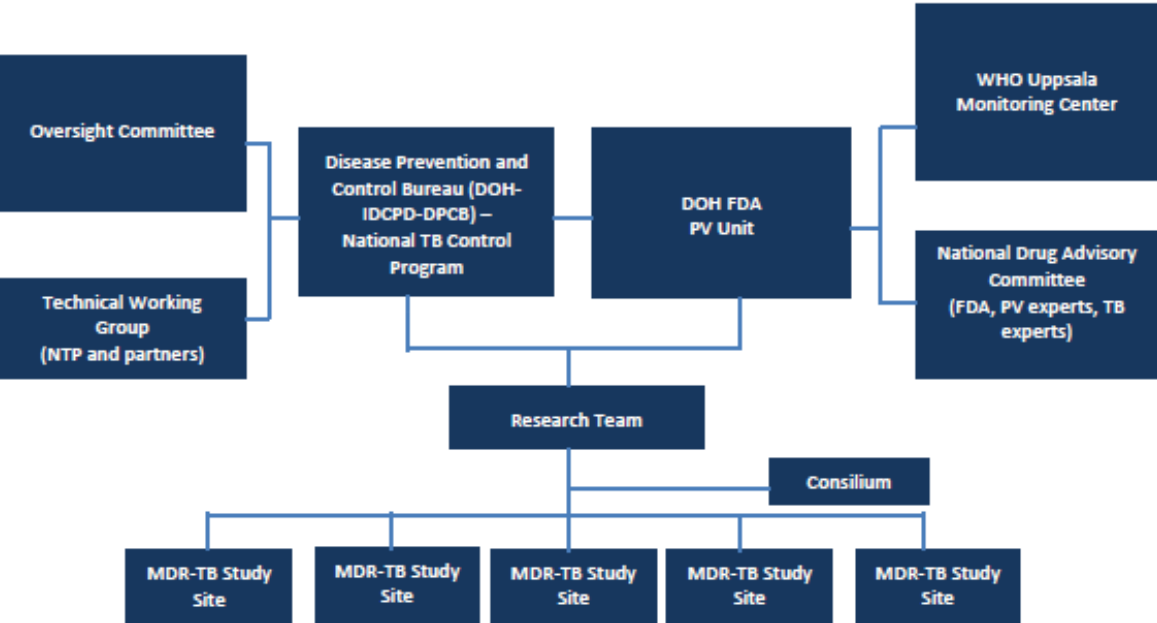 Oversight Committee
Technical Working
Group
(NTP and partners)
Disease Prevention and
Control Bureau (DOH-
IDCPD-DPCB) –
National TB Control
Program
DOH FDA
PV Unit
WHO Uppsala
Monitoring Center
National Drug Advisory
Committee
(FDA, PV experts, TB
experts)
Research Team
Consilium
MDR-TB Study
Site
MDR-TB Study
Site
MDR-TB Study
Site
MDR-TB Study
Site
MDR-TB Study
Site